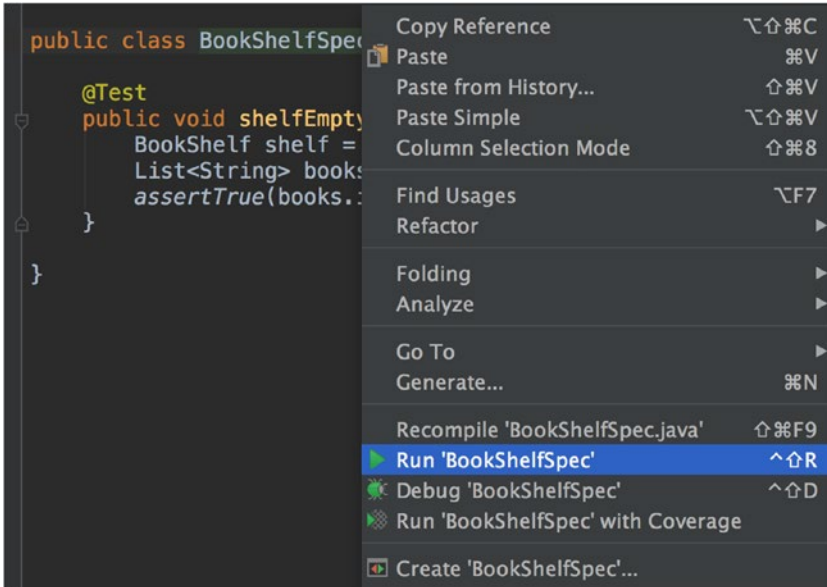 public class BookShelfSpec
@Test
public void shelfEmpty
BookShelf shelf =
List<String> books
assertTrue(books.
}
}
Copy Reference ⌥⇧⌘C
Paste ⌘V
Paste from History... ⇧⌘V
Paste Simple ⌥⇧⌘V
Column Selection Mode ⇧⌘8
Find Usages ⌥F7
Refactor
Folding
Analyze
Go To
Generate... ⌘N
Recompile 'BookShelfSpec.java' ⇧⌘F9
Run 'BookShelfSpec' ^⇧R
Debug 'BookShelfSpec' ^⇧D
Run 'BookShelfSpec' with Coverage
Create 'BookShelfSpec'...